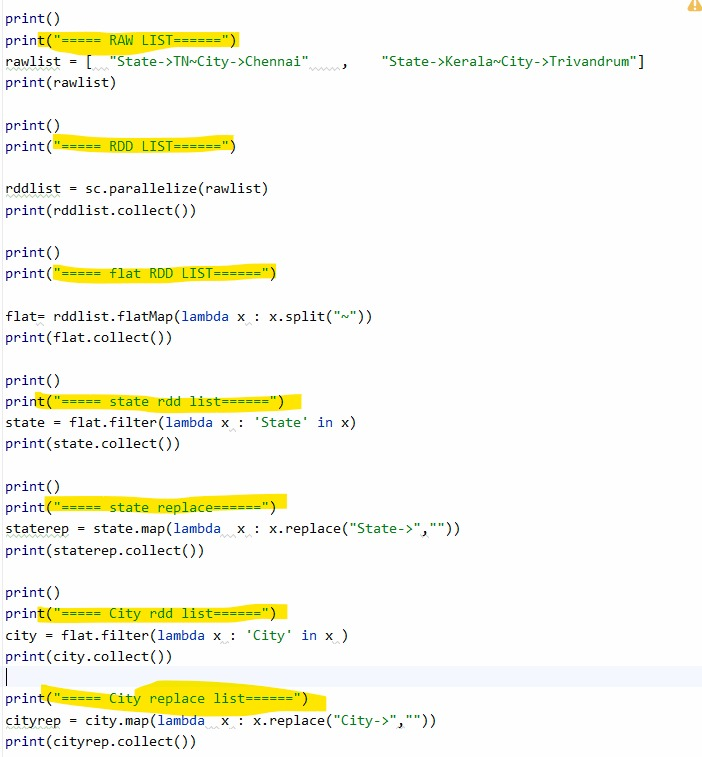 print()
print("===== RAW LIST======")
rawlist = [  "State->TN~City->Chennai"    ,    "State->Kerala~City->Trivandrum"]
print(rawlist)
print()
print("===== RDD LIST======")
rddlist = sc.parallelize(rawlist)
print(rddlist.collect())
print()
print("===== flat RDD LIST======")
flat= rddlist.flatMap(lambda x : x.split("~"))
print(flat.collect())
print()
print("===== state rdd list======")
state = flat.filter(lambda x : 'State' in x)
print(state.collect())
print()
print("===== state replace======")
staterep = state.map(lambda  x : x.replace("State->",""))
print(staterep.collect())
print()
print("===== City rdd list======")
city = flat.filter(lambda x : 'City' in x )
print(city.collect())
print("===== City replace list======")
cityrep = city.map(lambda  x : x.replace("City->",""))
print(cityrep.collect())